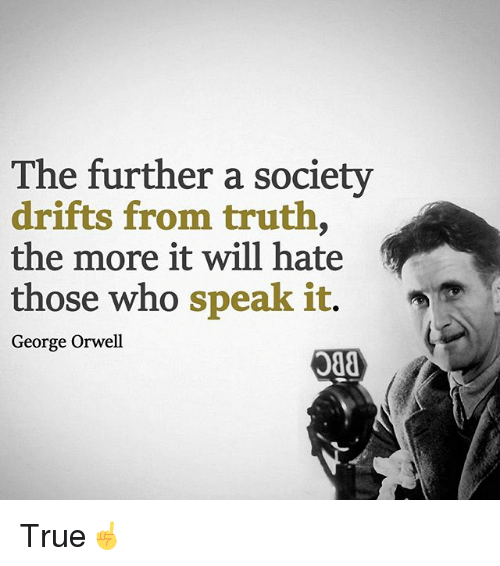 The further a society
drifts from truth,
the more it will hate
those who speak it.
George Orwell
BBC
True☝